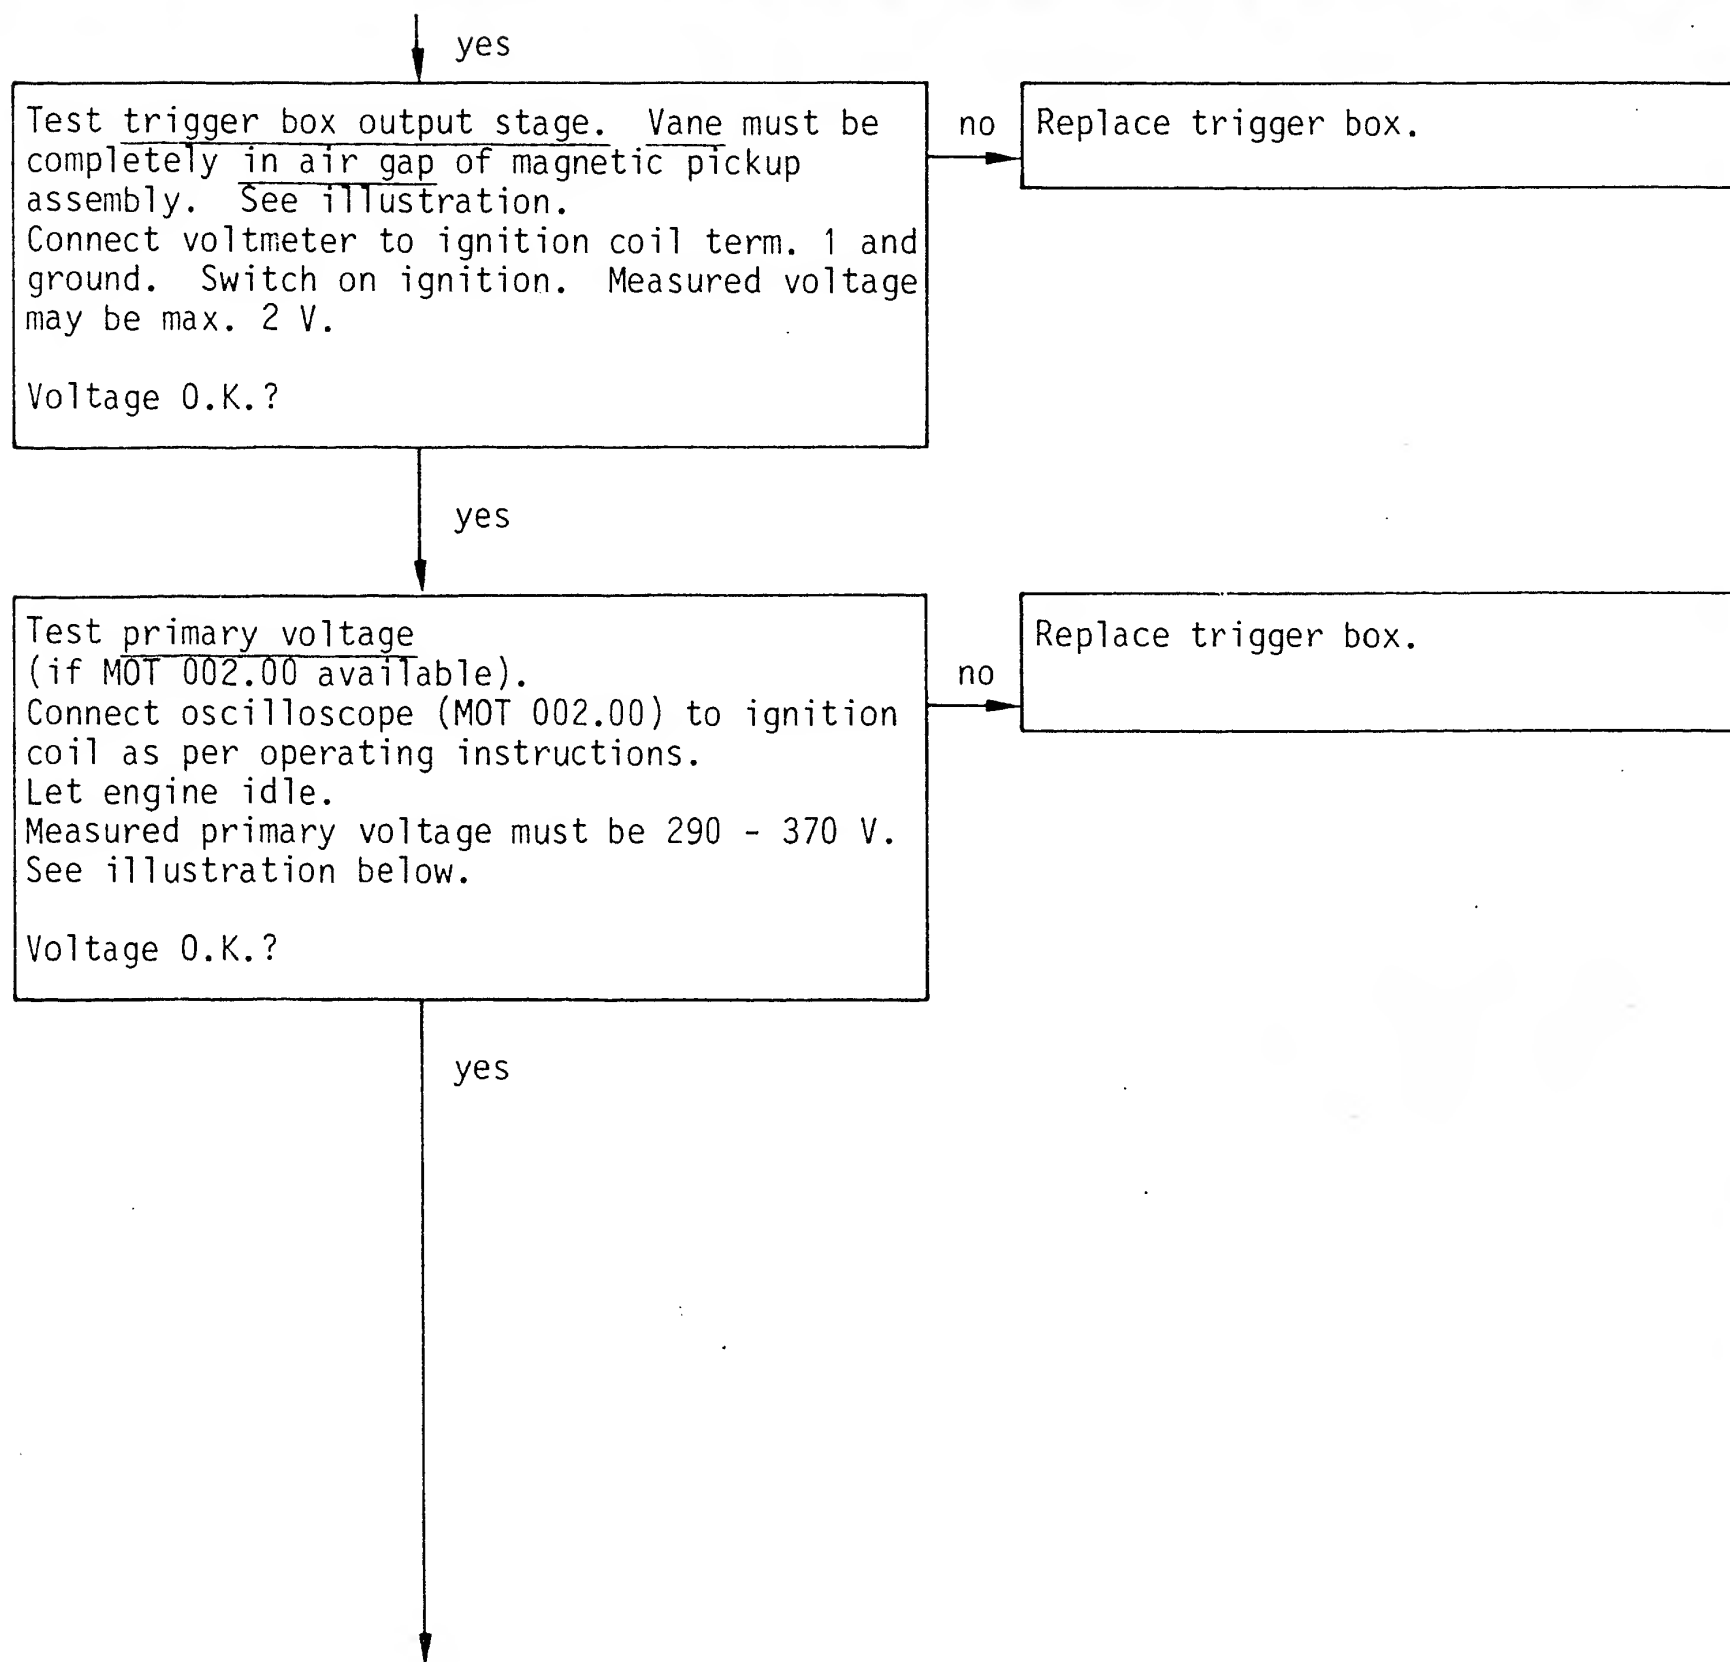 yes
Test trigger box output stage. Vane must be
completely in air gap of magnetic pickup
assembly. See illustration.
Connect voltmeter to ignition coil term. 1 and
ground. Switch on ignition. Measured voltage
may be max. 2 V.
Voltage O.K.?
no
Replace trigger box.
yes
Test primary voltage
(if MOT 002.00 available).
Connect oscilloscope (MOT 002.00) to ignition
coil as per operating instructions.
Let engine idle.
Measured primary voltage must be 290 - 370 V.
See illustration below.
Voltage O.K.?
no
Replace trigger box.
yes